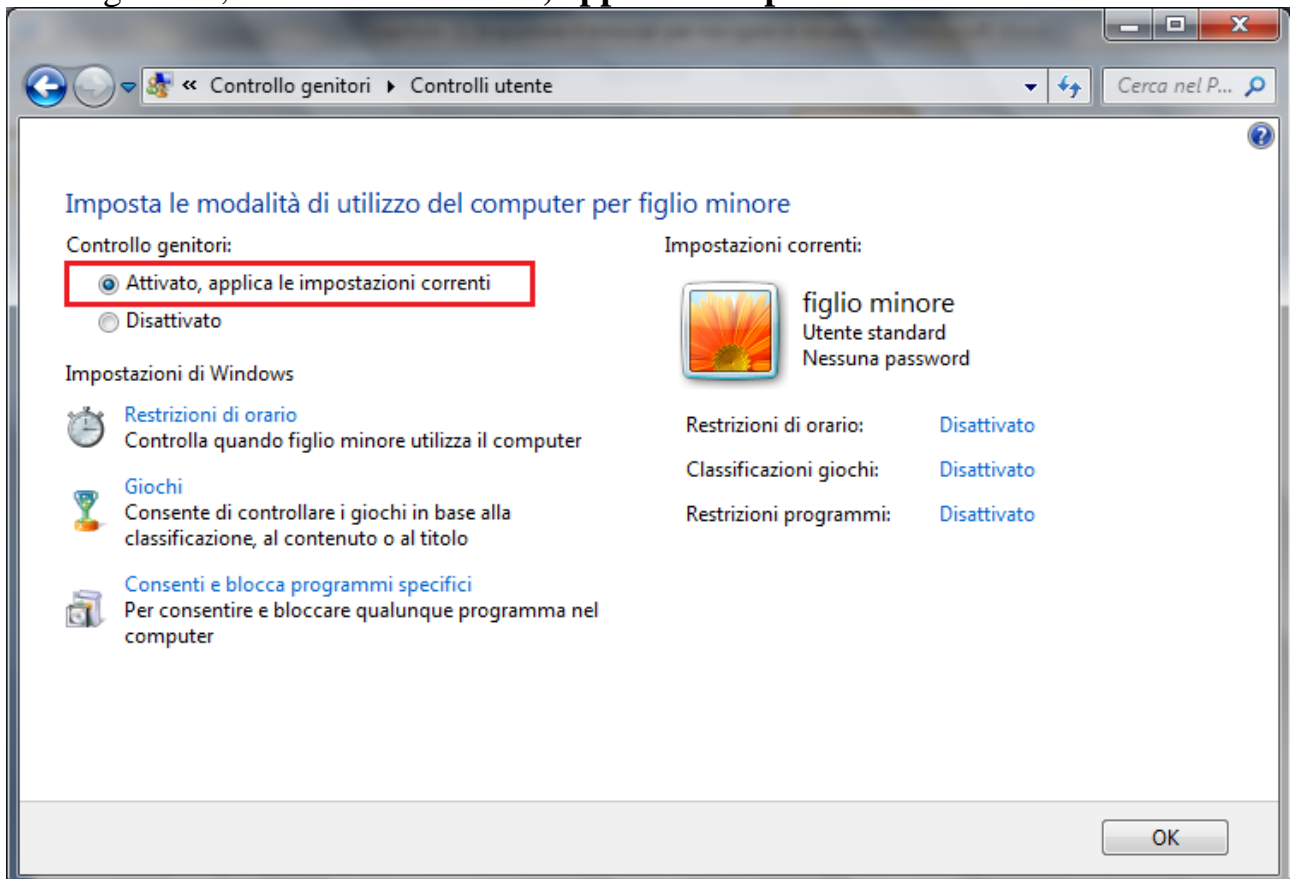 « Controllo genitori ▸ Controlli utente
Cerca nel P...
Imposta le modalità di utilizzo del computer per figlio minore
Controllo genitori:
Attivato, applica le impostazioni correnti
Disattivato
Impostazioni di Windows
Restrizioni di orario
Controlla quando figlio minore utilizza il computer
Giochi
Consente di controllare i giochi in base alla
classificazione, al contenuto o al titolo
Consenti e blocca programmi specifici
Per consentire e bloccare qualunque programma nel
computer
Impostazioni correnti:
figlio minore
Utente standard
Nessuna password
Restrizioni di orario: Disattivato
Classificazioni giochi: Disattivato
Restrizioni programmi: Disattivato
OK